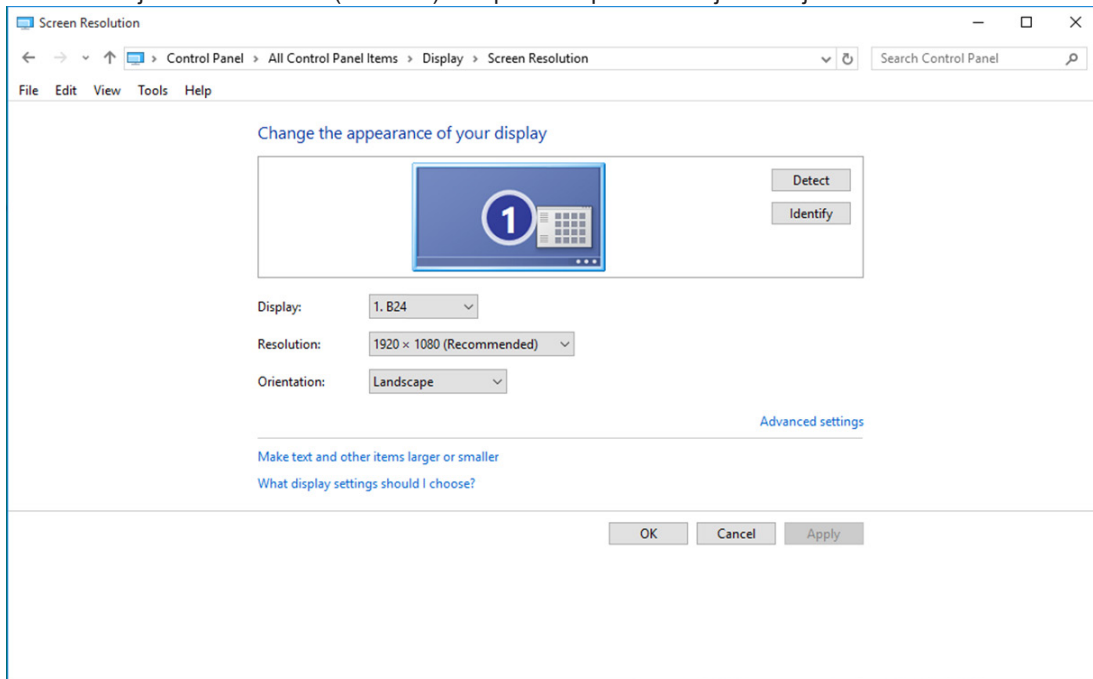 Screen Resolution
Control Panel > All Control Panel Items > Display > Screen Resolution
Search Control Panel
File Edit View Tools Help
Change the appearance of your display
1
Detect
Identify
Display: 1. B24
Resolution: 1920 × 1080 (Recommended)
Orientation: Landscape
Advanced settings
Make text and other items larger or smaller
What display settings should I choose?
OK Cancel Apply